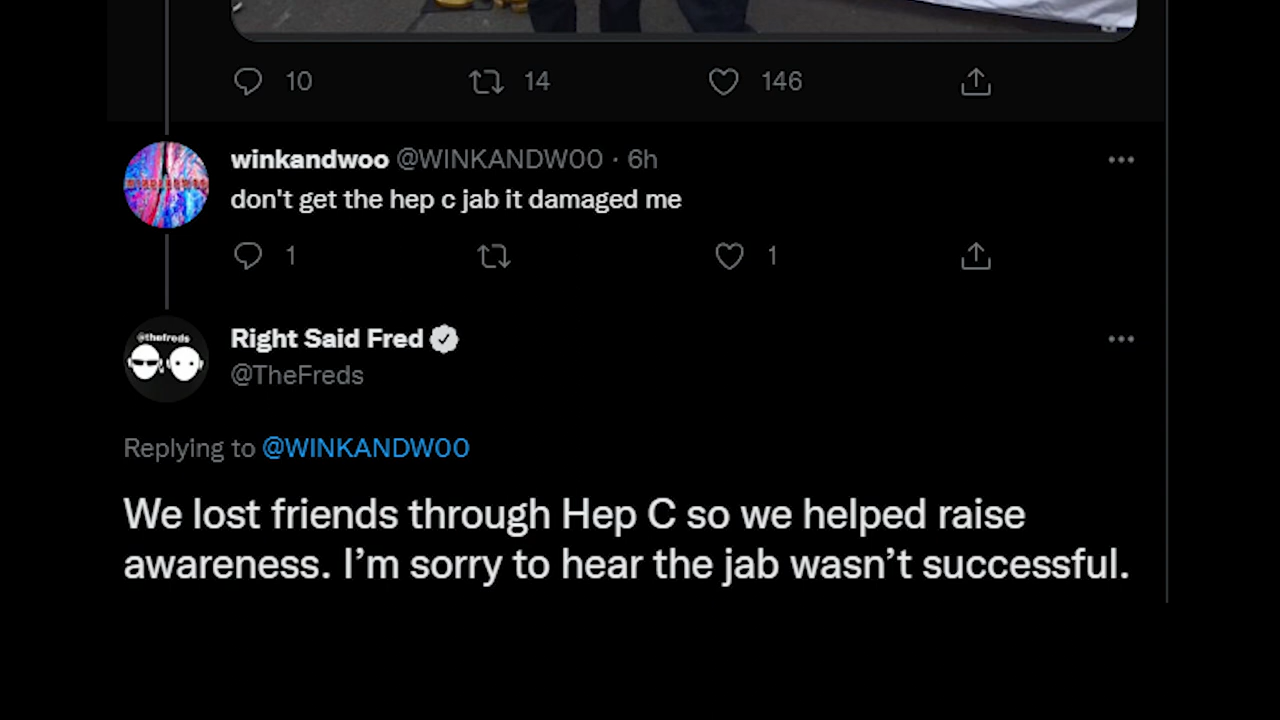 10 14 146
winkandwoo @WINKANDWOO · 6h
don't get the hep c jab it damaged me
1 1
@thefreds
Right Said Fred
@TheFreds
Replying to @WINKANDWOO
We lost friends through Hep C so we helped raise
awareness. I’m sorry to hear the jab wasn’t successful.